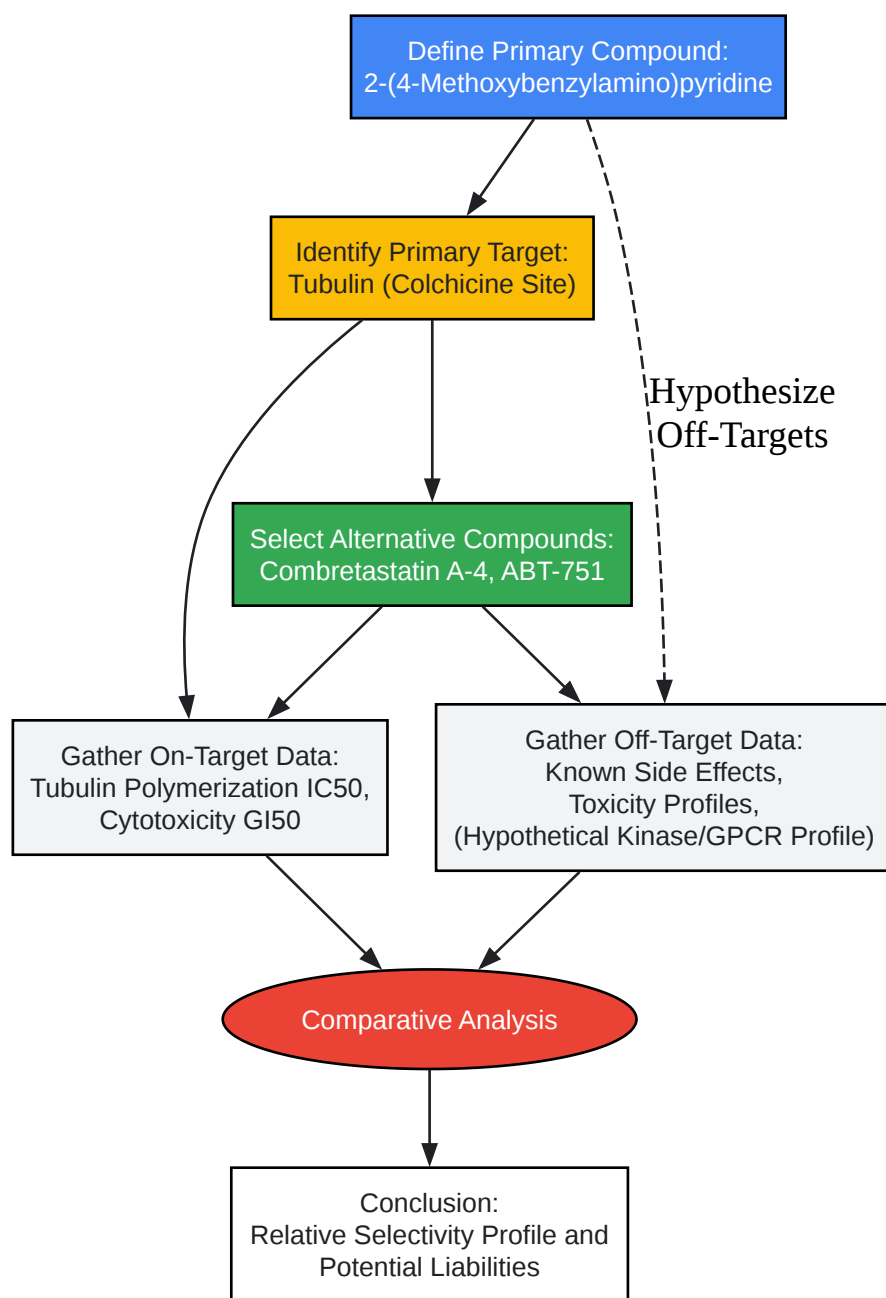 Define Primary Compound:
2-(4-Methoxybenzylamino)pyridine
Identify Primary Target:
Tubulin (Colchicine Site)
Hypothesize
Off-Targets
Select Alternative Compounds:
Combretastatin A-4, ABT-751
Gather On-Target Data:
Tubulin Polymerization IC50,
Cytotoxicity GI50
Gather Off-Target Data:
Known Side Effects,
Toxicity Profiles,
(Hypothetical Kinase/GPCR Profile)
Comparative Analysis
Conclusion:
Relative Selectivity Profile and
Potential Liabilities